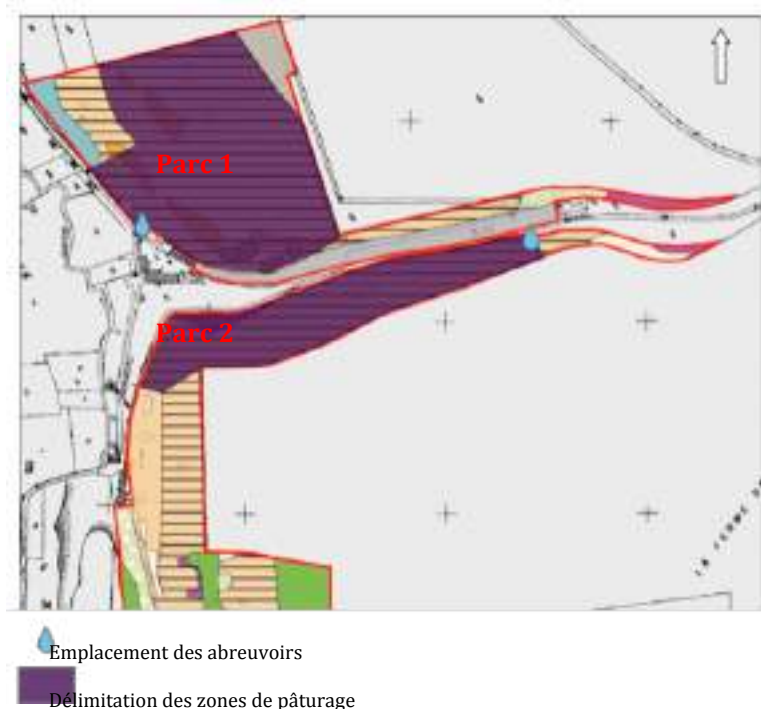 Parc 1
Parc 2
Emplacement des abreuvoirs
Délimitation des zones de pâturage